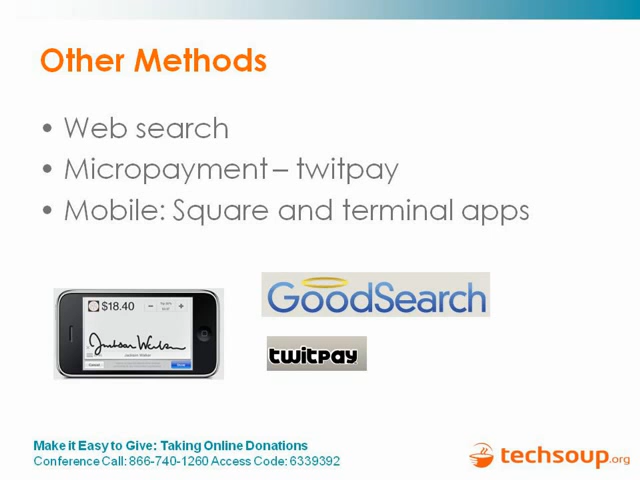 Other Methods
• Web search
• Micropayment – twitpay
• Mobile: Square and terminal apps
$18.40
GoodSearch
twitpay
Make it Easy to Give: Taking Online Donations
Conference Call: 866-740-1260 Access Code: 6339392
techsoup.org